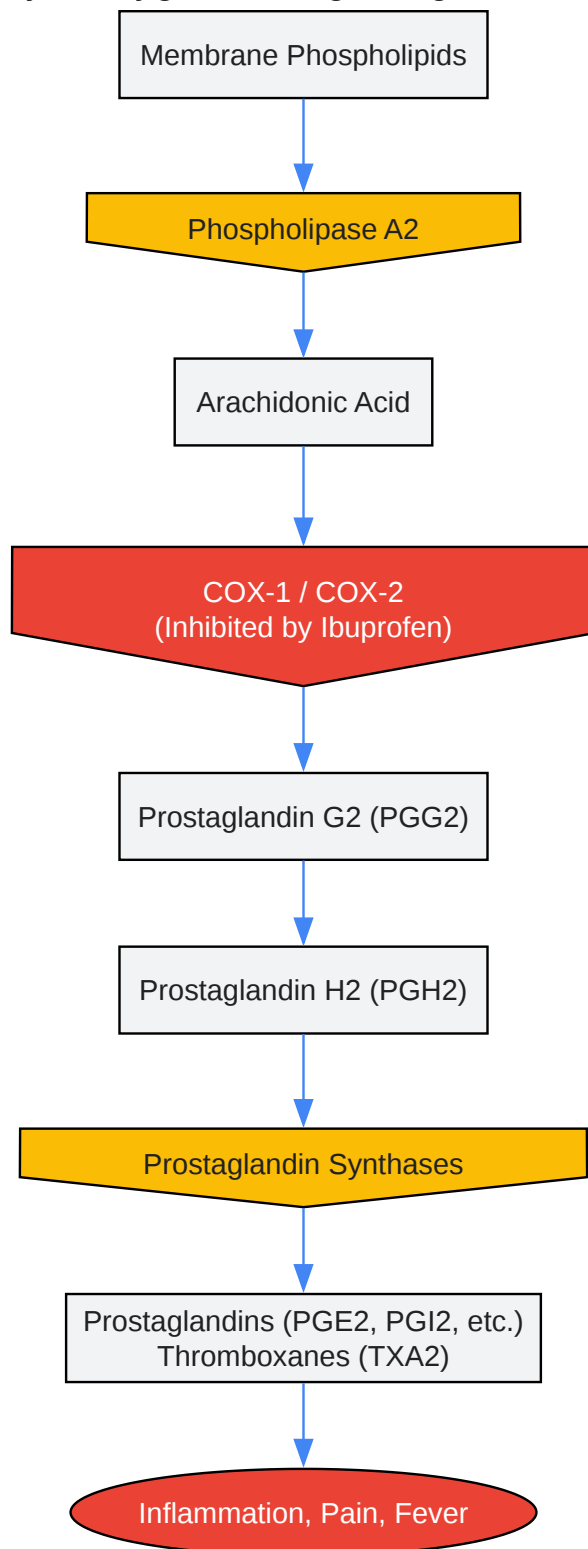 Membrane Phospholipids
Phospholipase A2
Arachidonic Acid
COX-1 / COX-2
(Inhibited by Ibuprofen)
Prostaglandin G2 (PGG2)
Prostaglandin H2 (PGH2)
Prostaglandin Synthases
Prostaglandins (PGE2, PGI2, etc.)
Thromboxanes (TXA2)
Inflammation, Pain, Fever